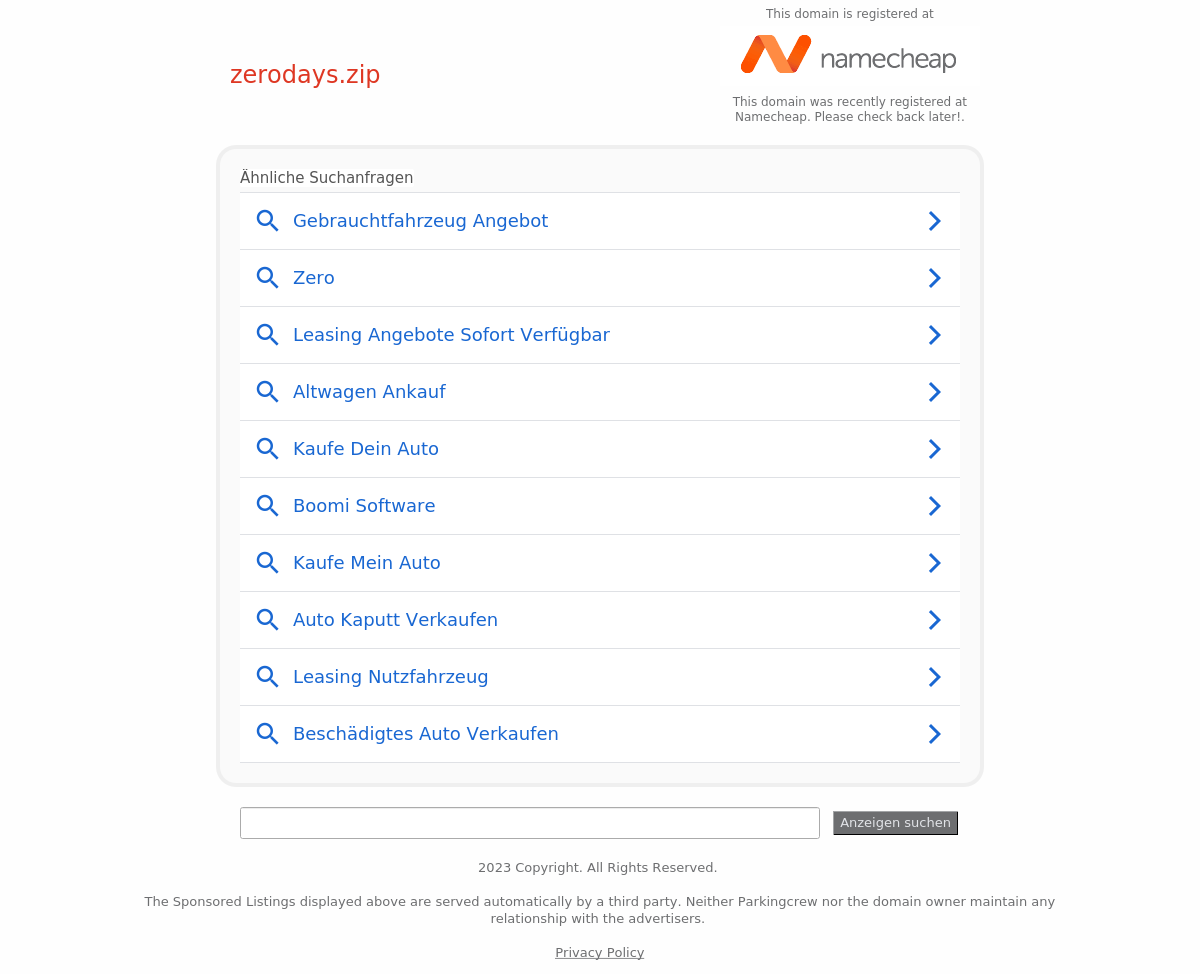 This domain is registered at
zerodays.zip
namecheap
This domain was recently registered at
Namecheap. Please check back later!.
Ähnliche Suchanfragen
Gebrauchtfahrzeug Angebot
Zero
Leasing Angebote Sofort Verfügbar
Altwagen Ankauf
Kaufe Dein Auto
Boomi Software
Kaufe Mein Auto
Auto Kaputt Verkaufen
Leasing Nutzfahrzeug
Beschädigtes Auto Verkaufen
Anzeigen suchen
2023 Copyright. All Rights Reserved.
The Sponsored Listings displayed above are served automatically by a third party. Neither Parkingcrew nor the domain owner maintain any
relationship with the advertisers.
Privacy Policy